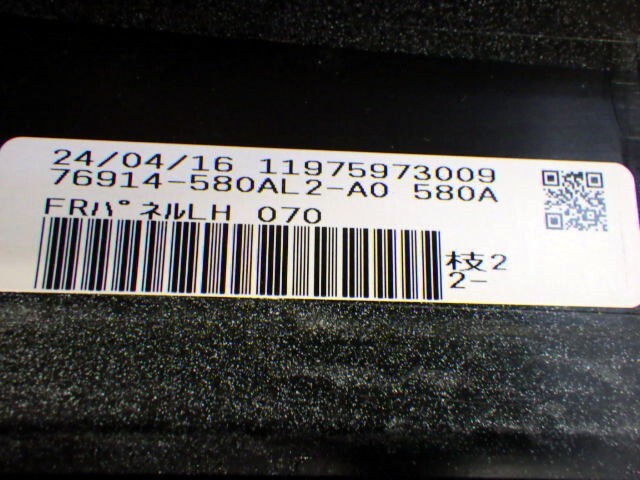 24/04/16 11975973009
76914-580AL2-A0 580A
FRﾊﾟﾈﾙLH 070
枝2
2-